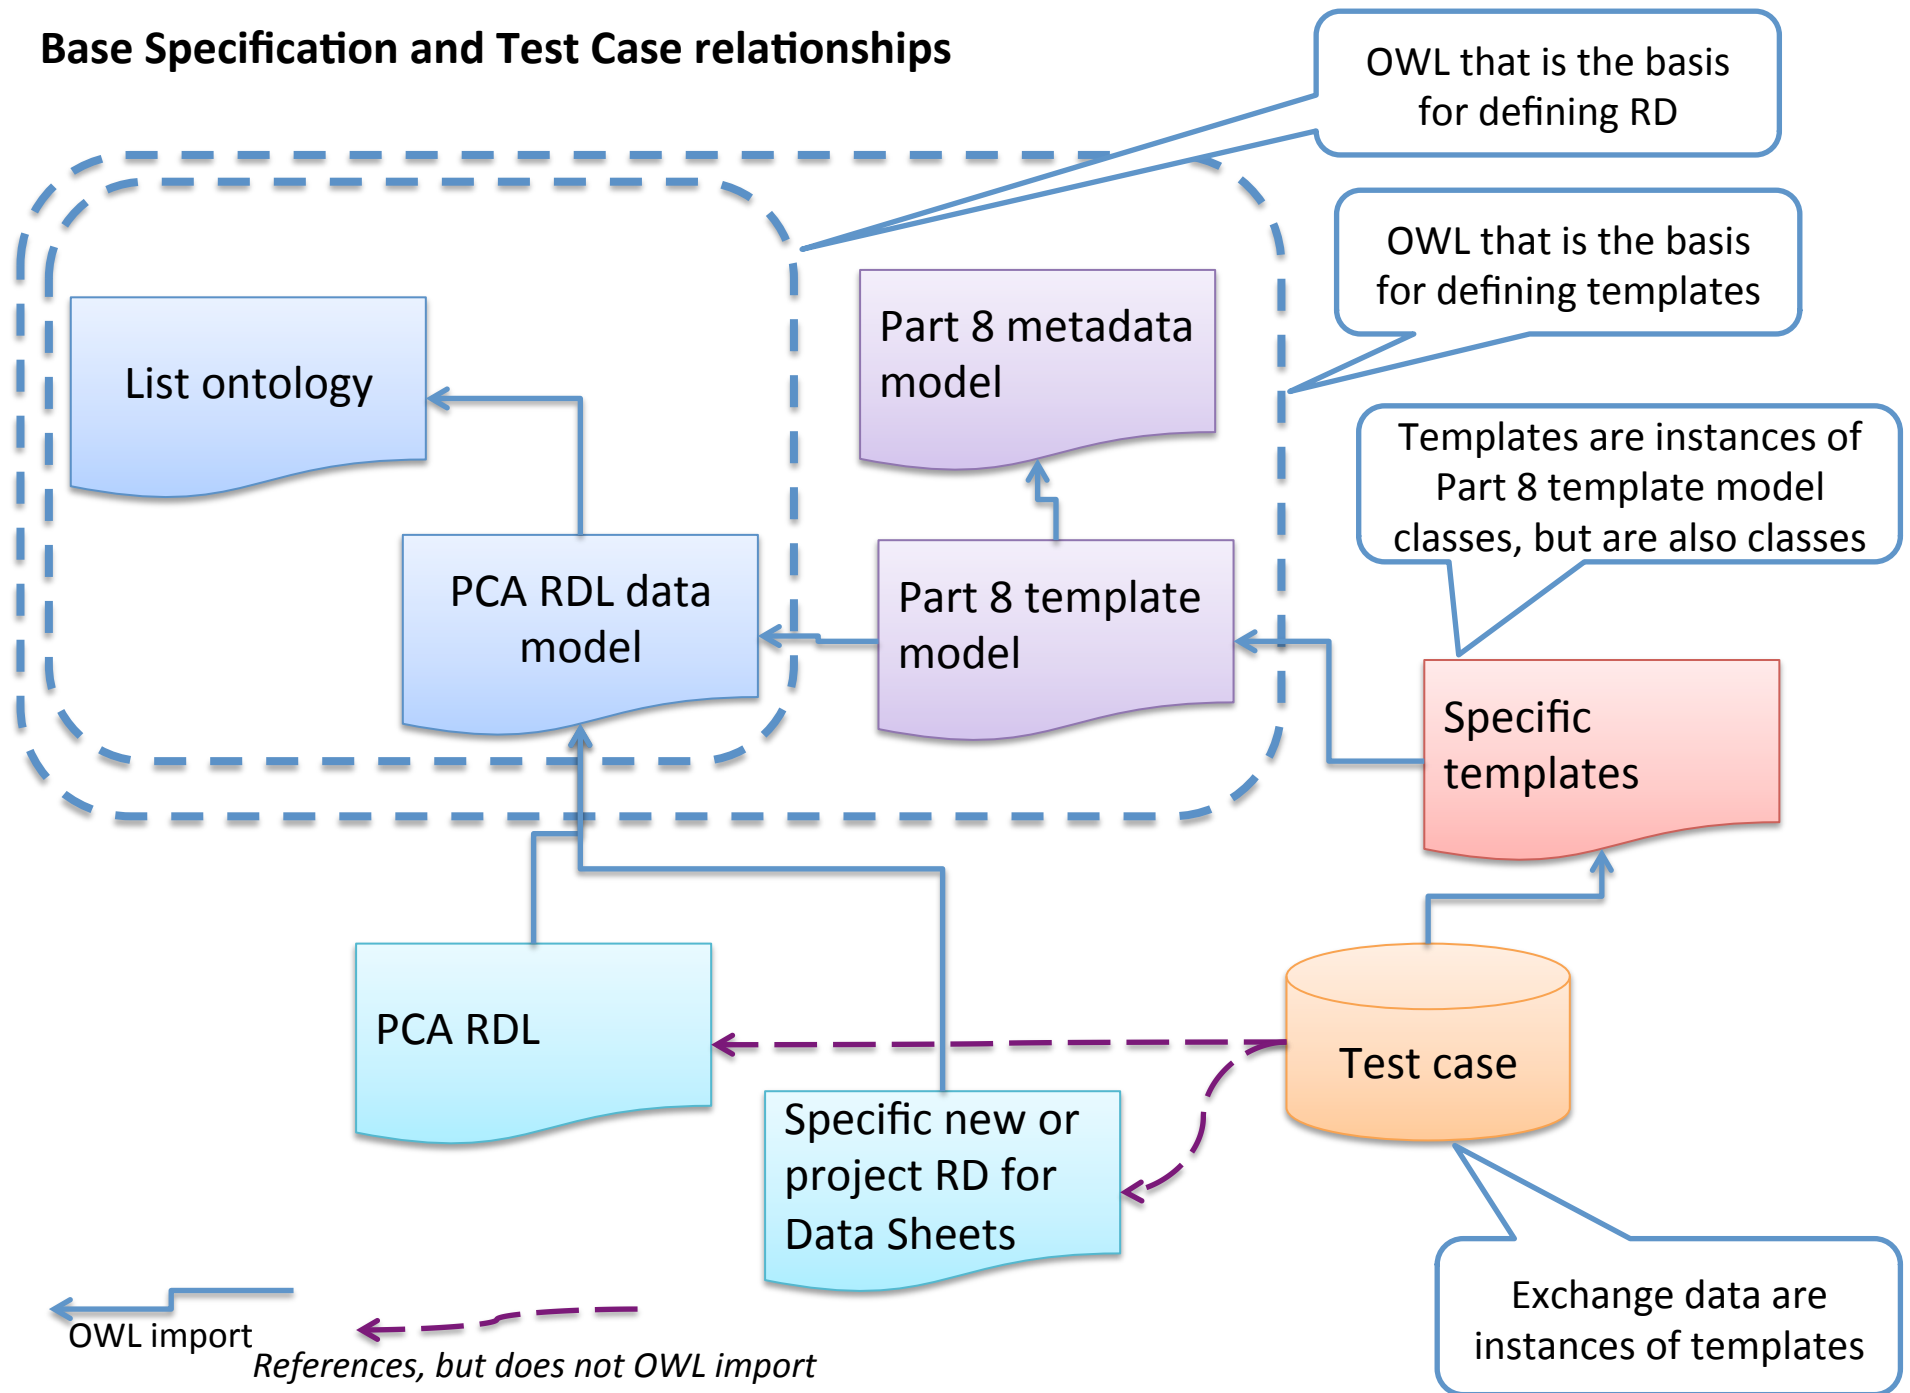 Base Specification and Test Case relationships
OWL that is the basis
for defining RD
OWL that is the basis
for defining templates
List ontology
Part 8 metadata
model
Templates are instances of
Part 8 template model
classes, but are also classes
PCA RDL data
model
Part 8 template
model
Specific
templates
PCA RDL
Test case
Specific new or
project RD for
Data Sheets
Exchange data are
instances of templates
OWL import
References, but does not OWL import